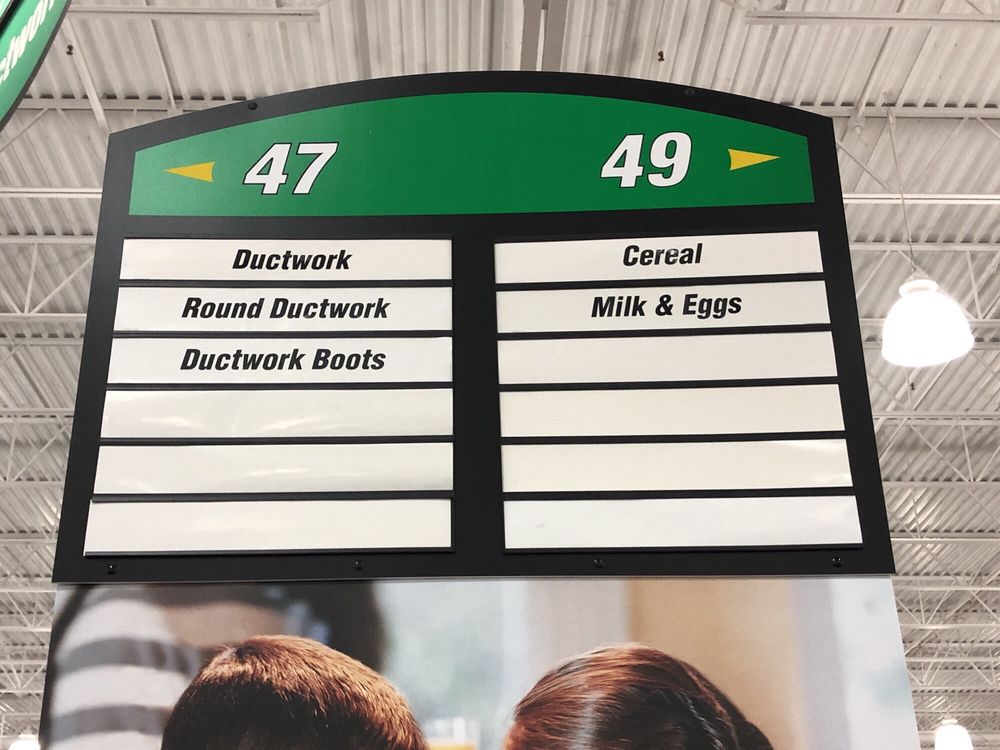 47
49
Ductwork
Round Ductwork
Ductwork Boots
Cereal
Milk & Eggs